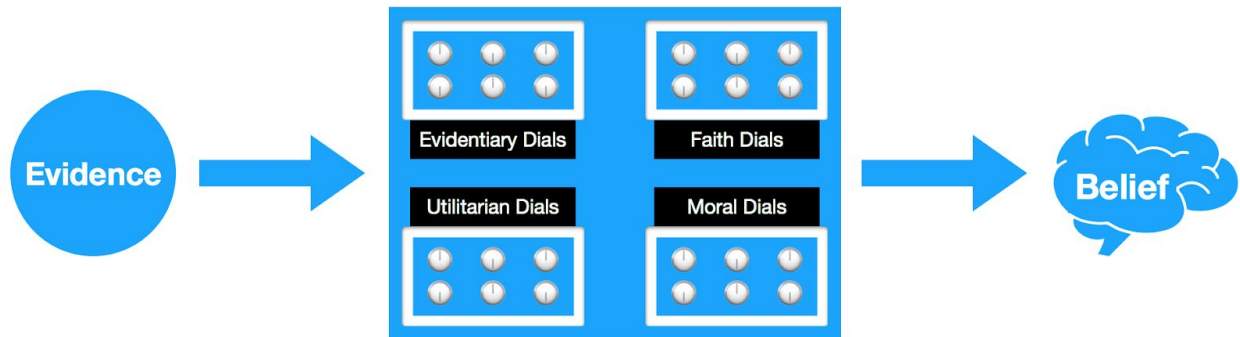 Evidence
Evidentiary Dials
Faith Dials
Utilitarian Dials
Moral Dials
Belief